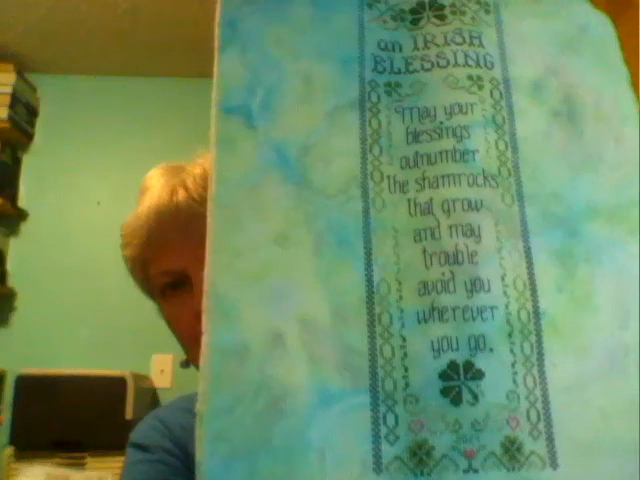 an IRISH
BLESSING
May your
blessings
outnumber
the shamrocks
that grow
and may
trouble
avoid you
wherever
you go.